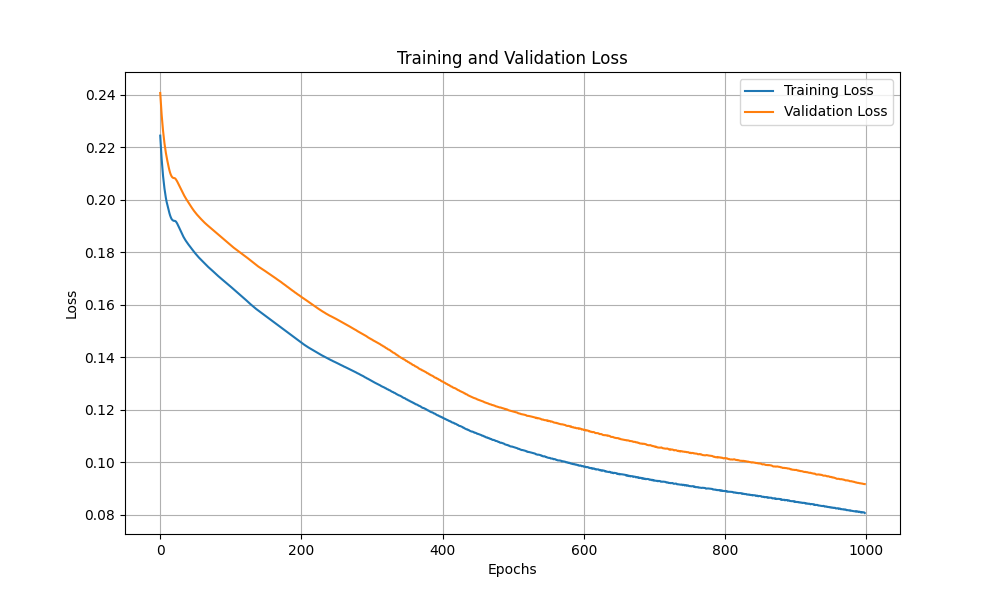 Training and Validation Loss
Training Loss
Validation Loss
0.24
0.22
0.20
0.18
0.16
0.14
0.12
0.10
0.08
Loss
0 200 400 600 800 1000
Epochs